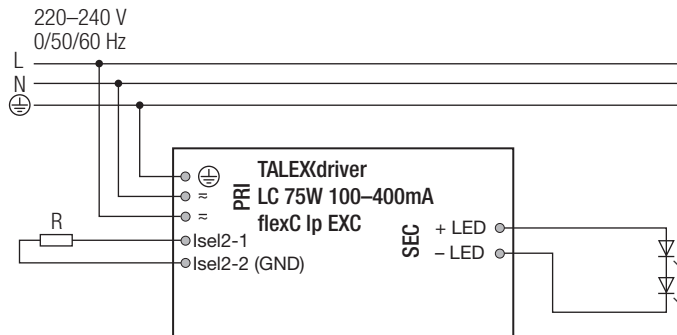 220–240 V
0/50/60 Hz
L
N
TALEXXdriver
LC 75W 100–400mA
flexC lp EXC
PRI
≂
≂
R
Isel2-1
Isel2-2 (GND)
SEC
+ LED
– LED